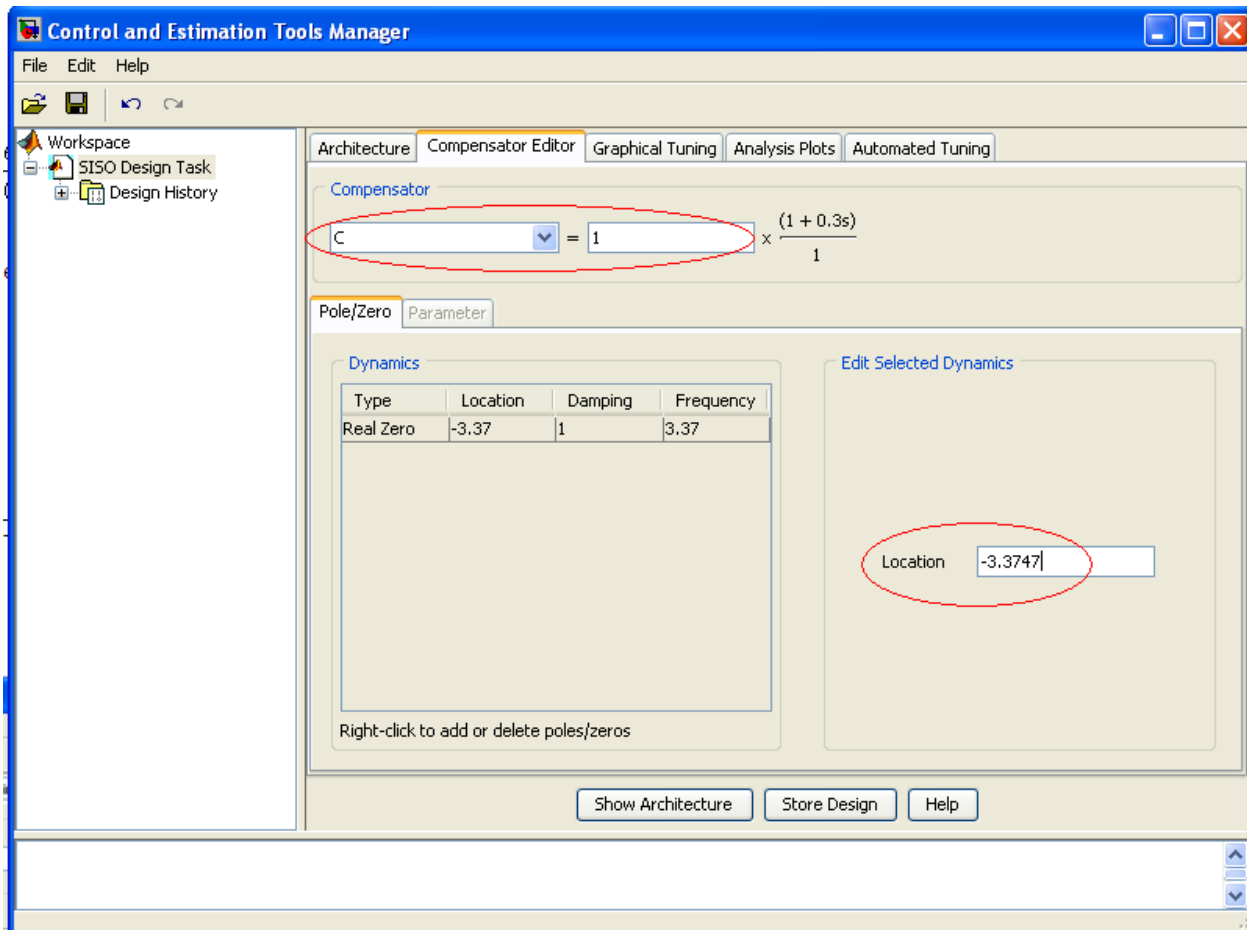 Control and Estimation Tools Manager
File Edit Help
Workspace
SISO Design Task
Design History
Architecture Compensator Editor Graphical Tuning Analysis Plots Automated Tuning
Compensator
C = 1 x (1 + 0.3s)
1
Pole/Zero Parameter
Dynamics
Type Location Damping Frequency
Real Zero -3.37 1 3.37
Right-click to add or delete poles/zeros
Edit Selected Dynamics
Location -3.3747
Show Architecture Store Design Help